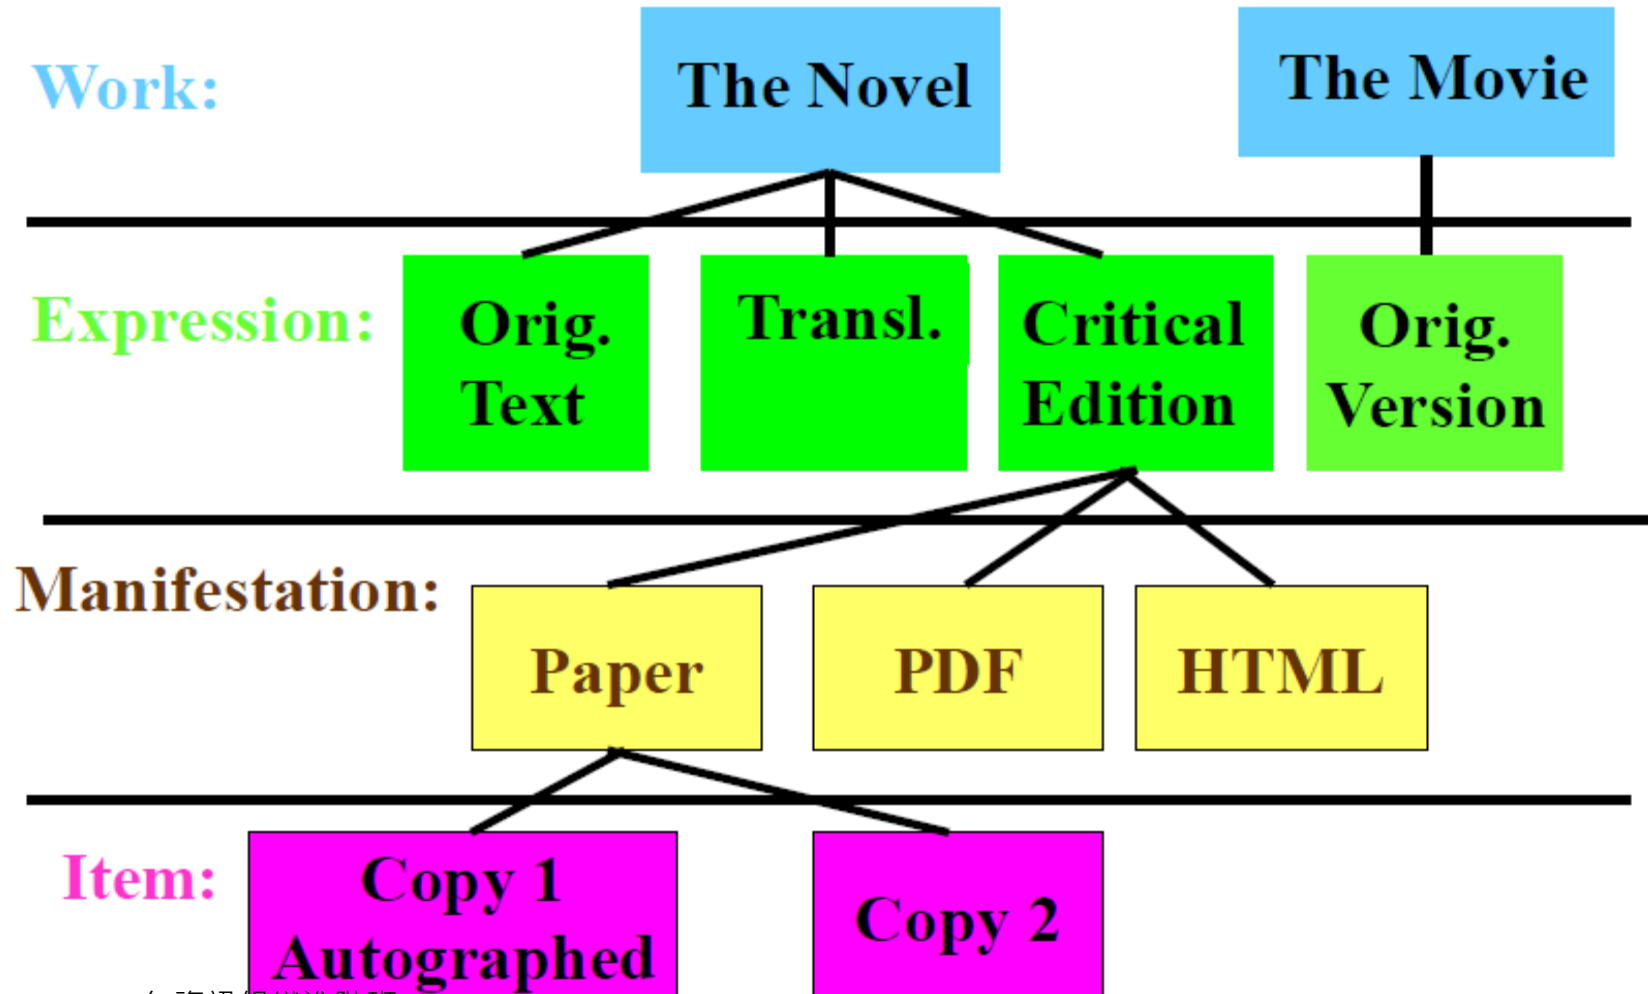 Work:
The Novel
The Movie
Expression:
Orig.
Text
Transl.
Critical
Edition
Orig.
Version
Manifestation:
Paper
PDF
HTML
Item:
Copy 1
Autographed
Copy 2